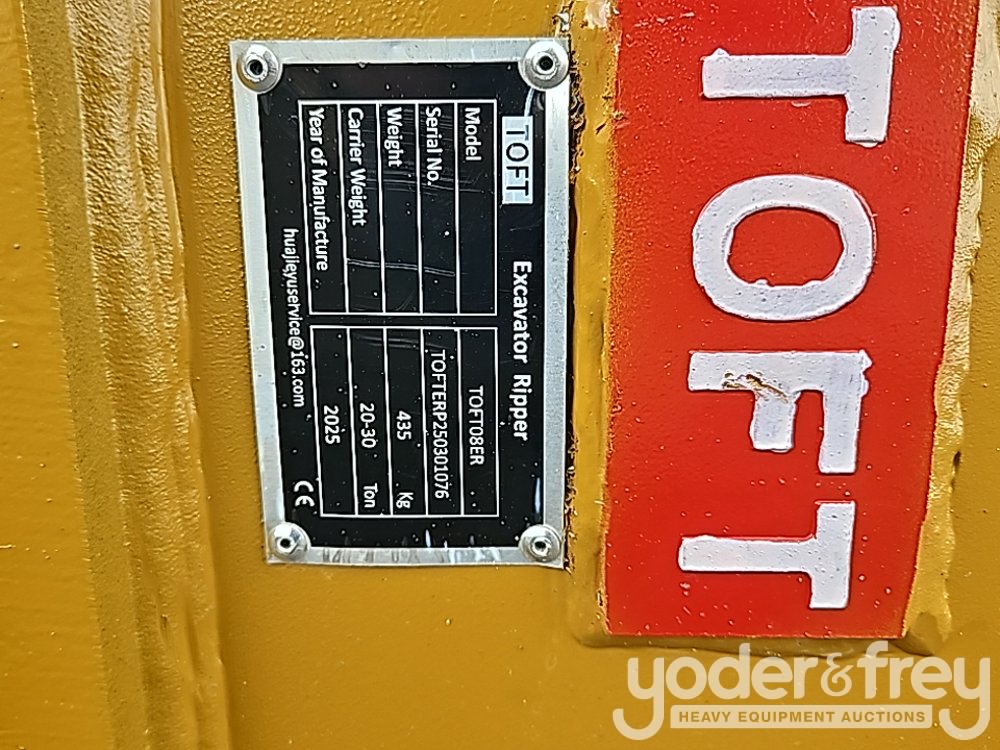 TOFT Excavator Ripper
Model TOFT08ER
Serial No. TOFTERP250301076
Weight 435 Kg
Carrier Weight 20-30 Ton
Year of Manufacture 2025
huajieyuservice@163.com CE
TOFT
yoder&frey
HEAVY EQUIPMENT AUCTIONS